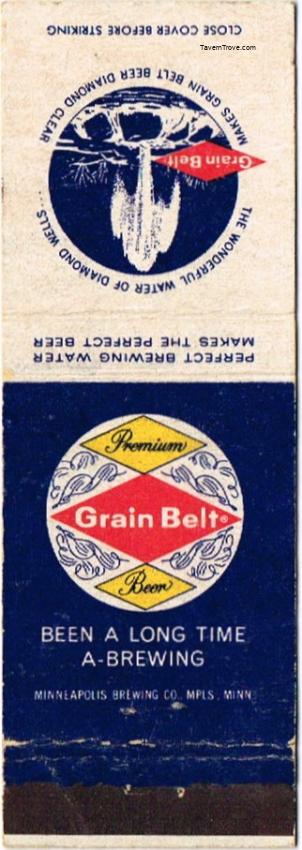 CLOSE COVER BEFORE STRIKING
TavernTrove.com
THE WONDERFUL WATER OF DIAMOND WELLS...
MAKES GRAIN BELT BEER DIAMOND CLEAR
Grain Belt
PERFECT BREWING WATER
MAKES THE PERFECT BEER
Premium
Grain Belt®
Beer
BEEN A LONG TIME
A-BREWING
MINNEAPOLIS BREWING CO., MPLS., MINN.